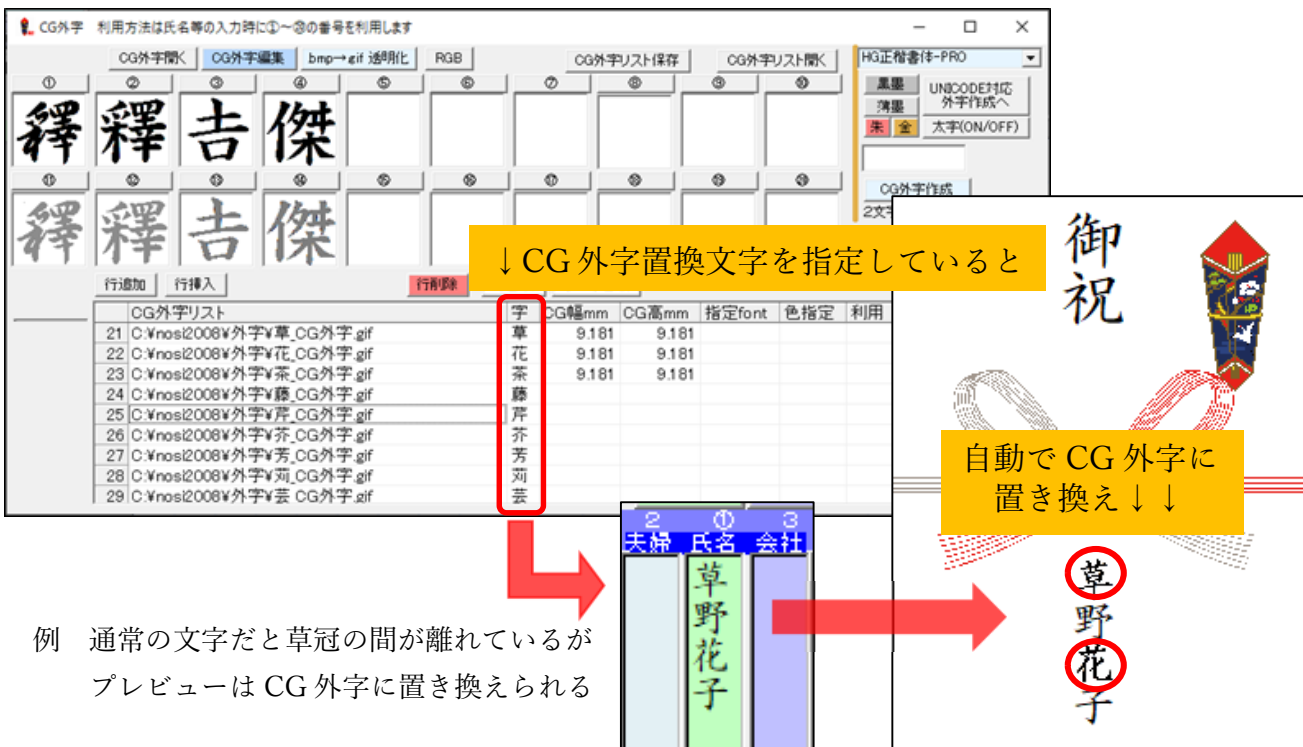 CG外字 利用方法は氏名等の入力時に①～⑳の番号を利用します
CG外字開く CG外字編集 bmp→gif 透明化 RGB CG外字リスト保存 CG外字リスト開く HG正楷書体-PRO
① ② ③ ④ ⑤ ⑥ ⑦ ⑧ ⑨ ⑩
黒墨 UNICODE対応
外字作成へ
薄墨
朱 金 太字(ON/OFF)
釋 釋 𠮷 傑
⑪ ⑫ ⑬ ⑭ ⑮ ⑯ ⑰ ⑱ ⑲ ⑳
CG外字作成
2文字
釋 釋 𠮷 傑
↓CG 外字置換文字を指定していると
行追加 行挿入 行削除
CG外字リスト 字 CG幅mm CG高mm 指定font 色指定 利用
21 C:¥nosi2008¥外字¥草_CG外字.gif 草 9.181 9.181
22 C:¥nosi2008¥外字¥花_CG外字.gif 花 9.181 9.181
23 C:¥nosi2008¥外字¥茶_CG外字.gif 茶 9.181 9.181
24 C:¥nosi2008¥外字¥藤_CG外字.gif 藤
25 C:¥nosi2008¥外字¥芹_CG外字.gif 芹
26 C:¥nosi2008¥外字¥芥_CG外字.gif 芥
27 C:¥nosi2008¥外字¥芳_CG外字.gif 芳
28 C:¥nosi2008¥外字¥苅_CG外字.gif 苅
29 C:¥nosi2008¥外字¥芸_CG外字.gif 芸
御祝
自動で CG 外字に
置き換え↓↓
草野花子
2 ① 3
夫婦 氏名 会社
草野花子
例 通常の文字だと草冠の間が離れているが
プレビューは CG 外字に置き換えられる